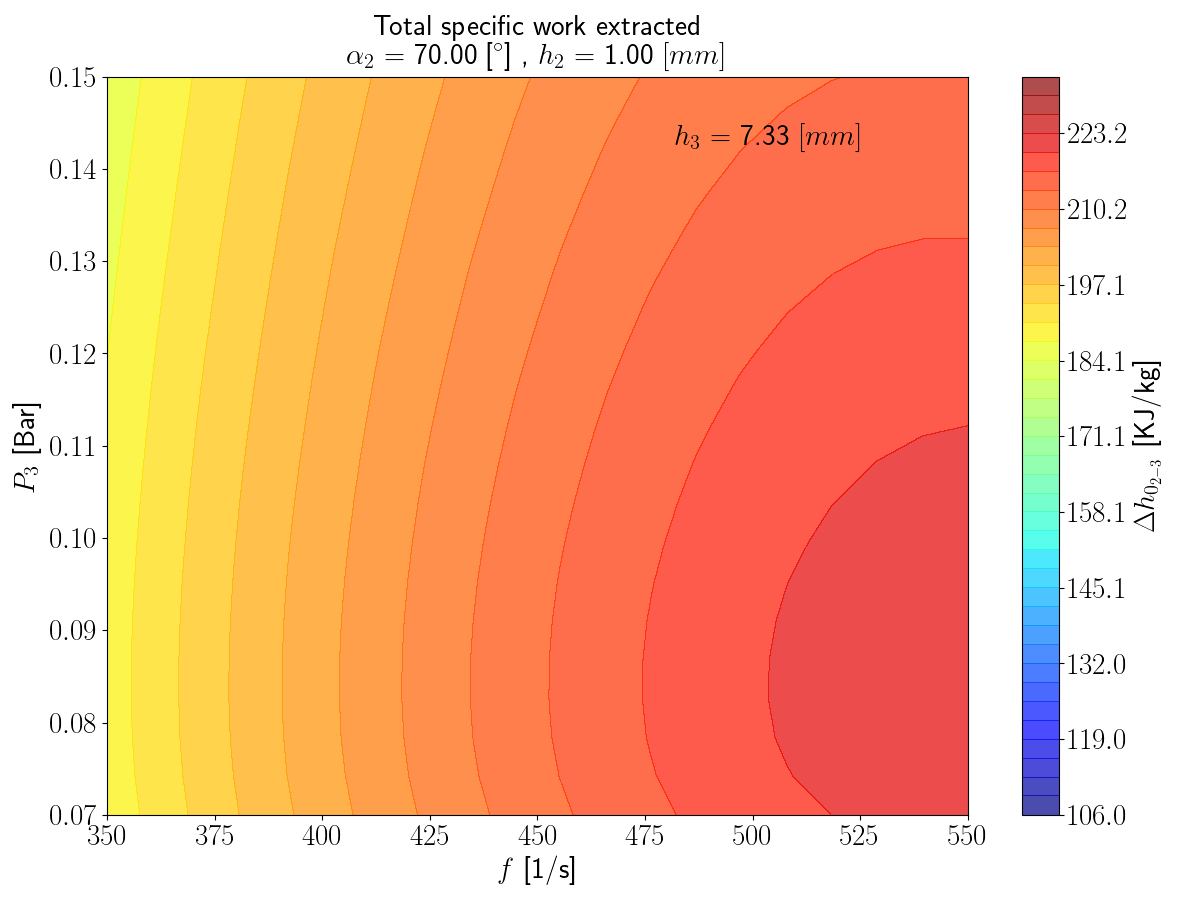 Total specific work extracted
α₂ = 70.00 [°] , h₂ = 1.00 [mm]
h₃ = 7.33 [mm]
0.15
0.14
0.13
0.12
0.11
0.10
0.09
0.08
0.07
P₃ [Bar]
350 375 400 425 450 475 500 525 550
f [1/s]
223.2
210.2
197.1
184.1
171.1
158.1
145.1
132.0
119.0
106.0
Δh₀₂₋₃ [KJ/kg]